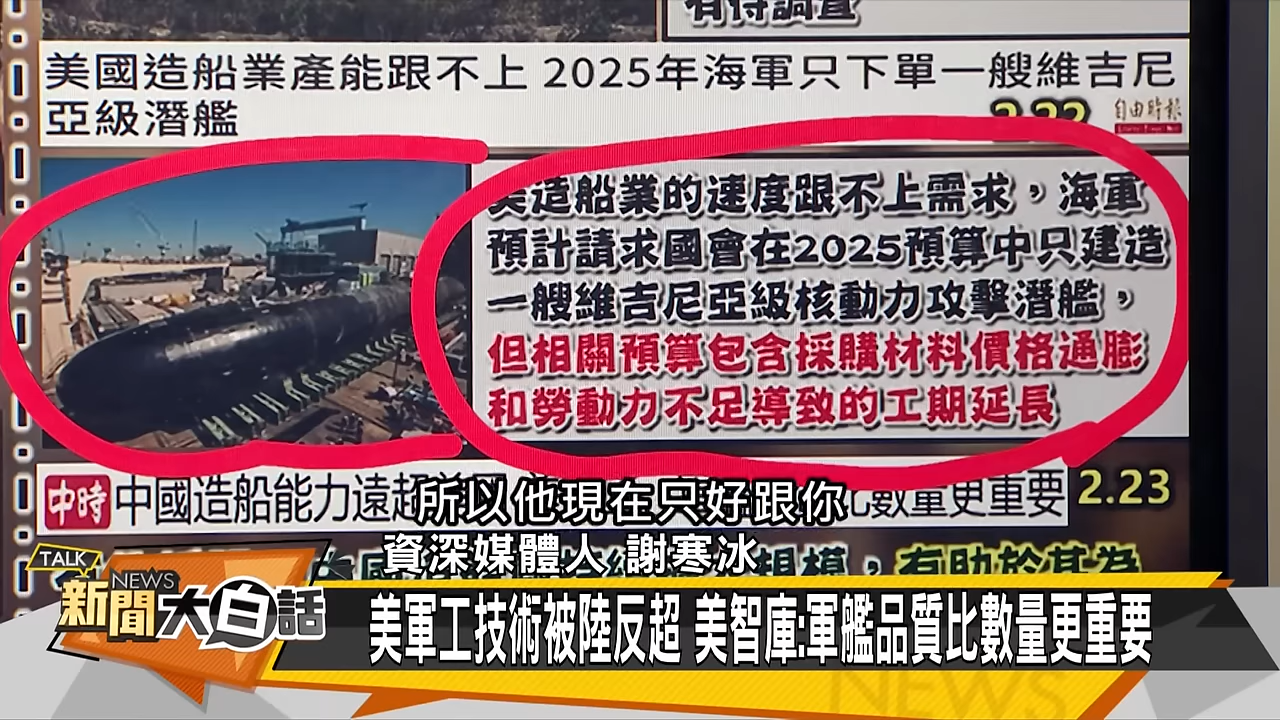 有待調查
美國造船業產能跟不上 2025年海軍只下單一艘維吉尼
亞級潛艦
2.22
自由時報
美造船業的速度跟不上需求，海軍
預計請求國會在2025預算中只建造
一艘維吉尼亞級核動力攻擊潛艦，
但相關預算包含採購材料價格通膨
和勞動力不足導致的工期延長
中時 中國造船能力遠超
比數量更重要 2.23
所以他現在只好跟你
資深媒體人 謝寒冰
規模，有助於其為
TALK
NEWS
新聞大白話
美軍工技術被陸反超 美智庫:軍艦品質比數量更重要
NEWS